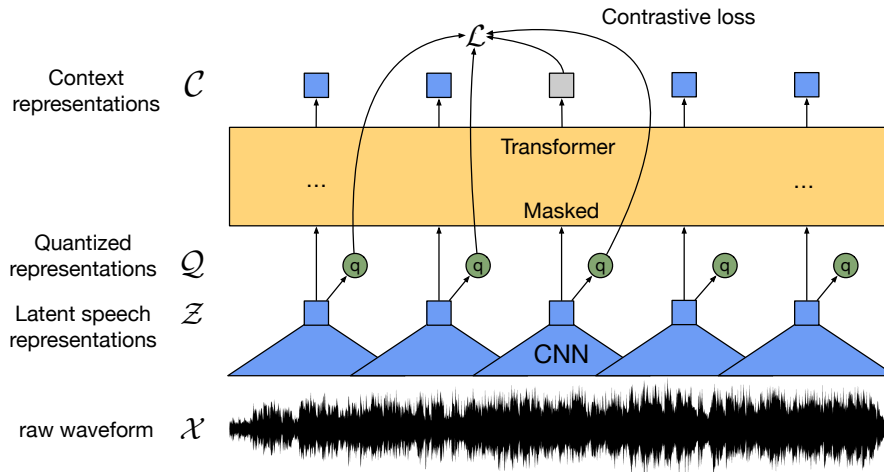 Contrastive loss
ℒ
Context
representations
𝒞
Transformer
...
...
Masked
Quantized
representations
𝒬
q
q
q
q
q
Latent speech
representations
𝒵
CNN
raw waveform
𝒳